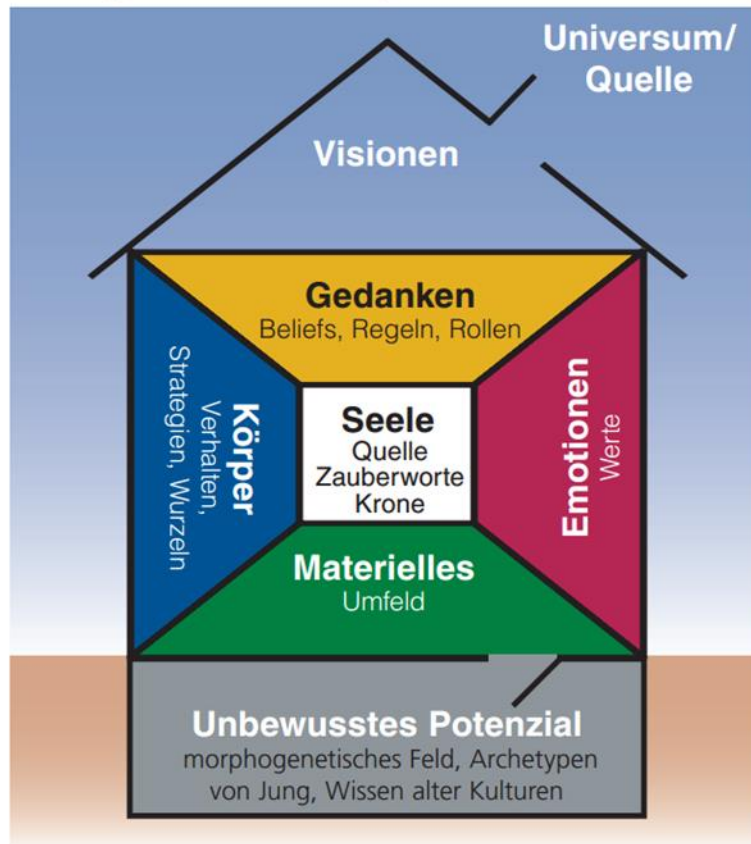 Universum/
Quelle
Visionen
Gedanken
Beliefs, Regeln, Rollen
Körper
Verhalten,
Strategien, Wurzeln
Seele
Quelle
Zauberworte
Krone
Emotionen
Werte
Materielles
Umfeld
Unbewusstes Potenzial
morphogenetisches Feld, Archetypen
von Jung, Wissen alter Kulturen